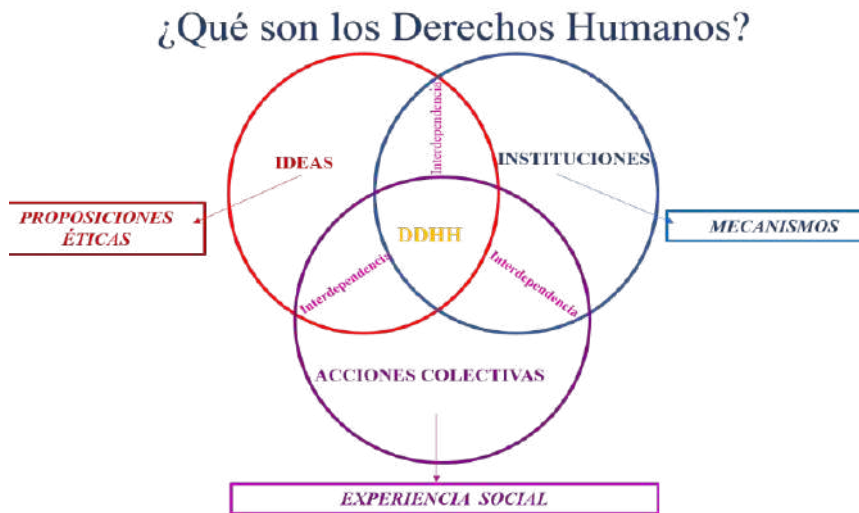 ¿Qué son los Derechos Humanos?
Interdependencia
IDEAS
INSTITUCIONES
PROPOSICIONES
ÉTICAS
MECANISMOS
DDHH
Interdependencia
Interdependencia
ACCIONES COLECTIVAS
EXPERIENCIA SOCIAL